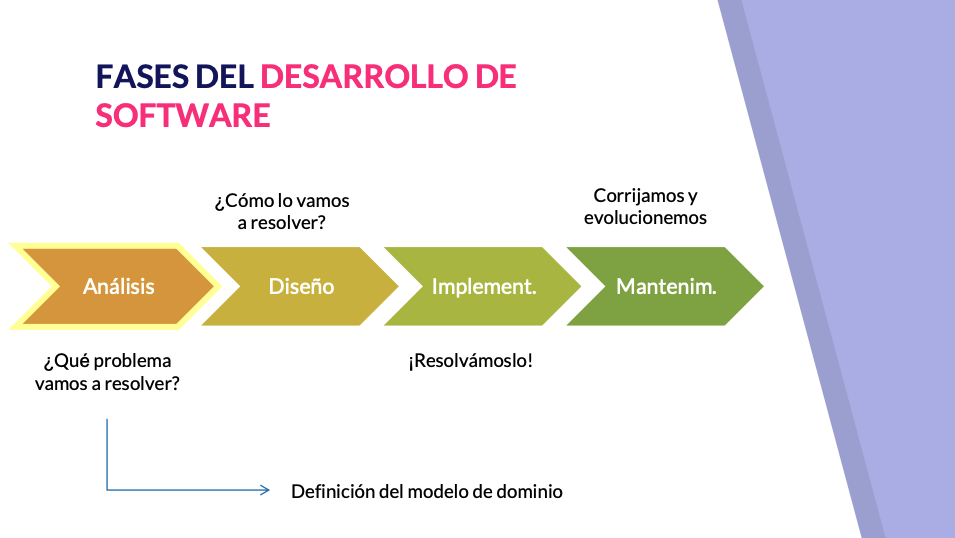 FASES DEL DESARROLLO DE
SOFTWARE
¿Cómo lo vamos
a resolver?
Corrijamos y
evolucionemos
Análisis
Diseño
Implement.
Mantenim.
¿Qué problema
vamos a resolver?
¡Resolvámoslo!
Definición del modelo de dominio